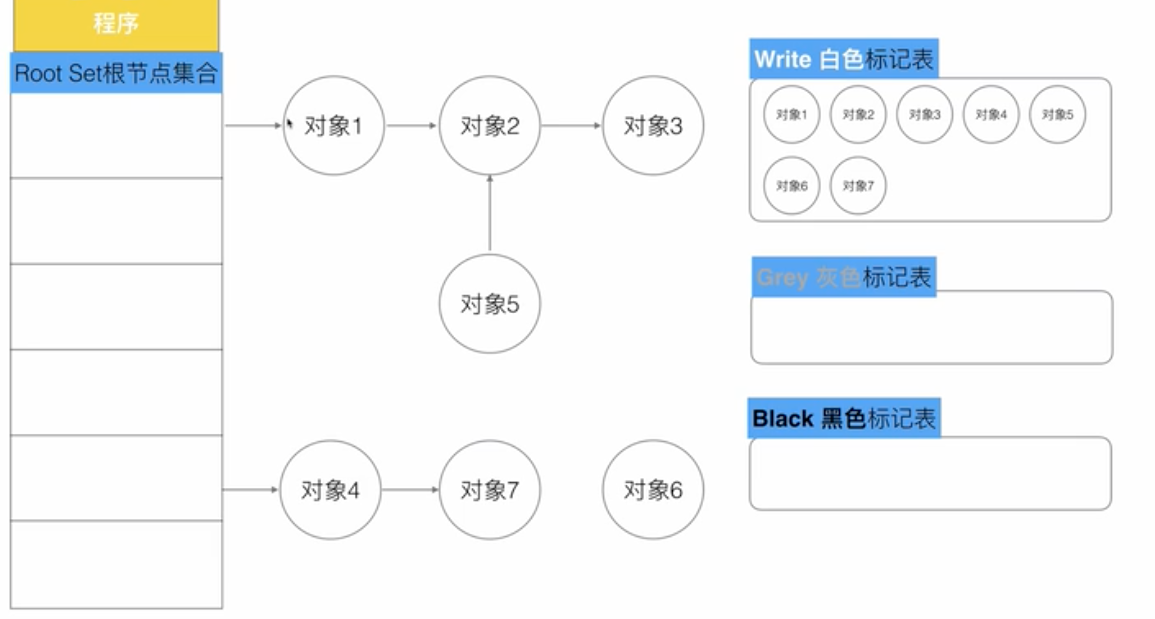 程序
Root Set根节点集合
对象1
对象2
对象3
对象5
对象4
对象7
对象6
Write 白色标记表
对象1
对象2
对象3
对象4
对象5
对象6
对象7
Grey 灰色标记表
Black 黑色标记表